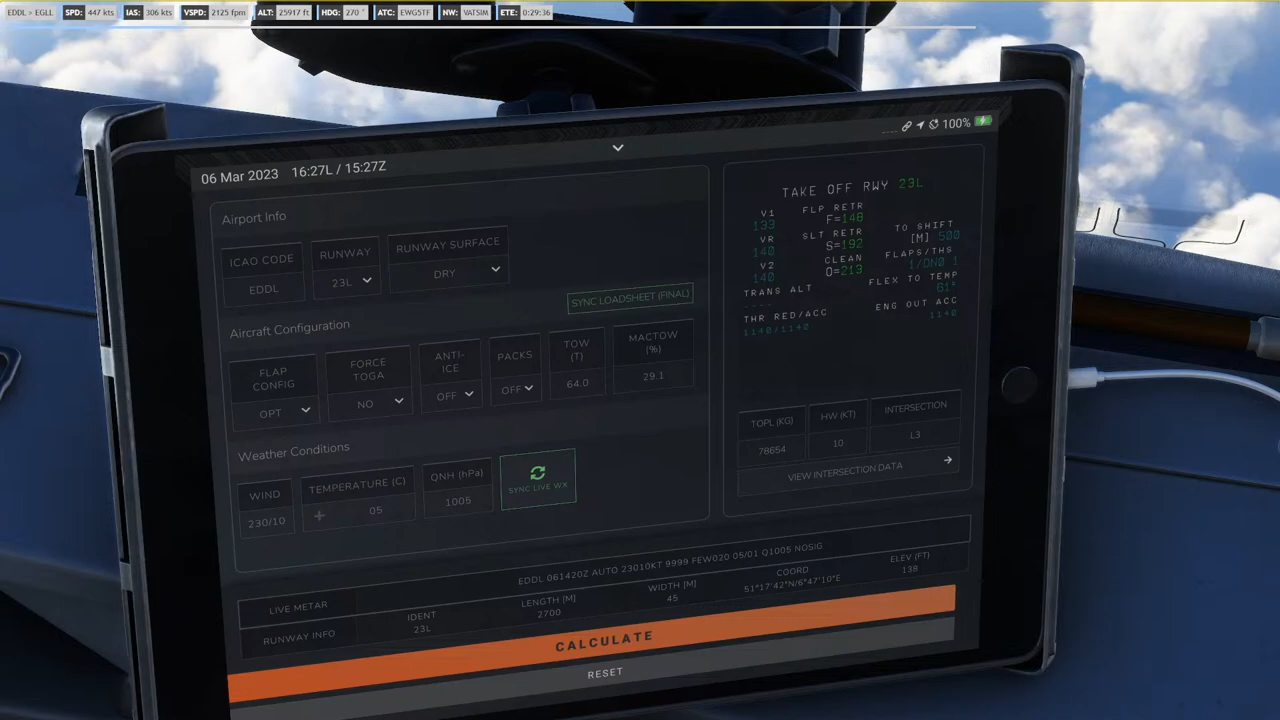 EDDL > EGLL SPD: 447 kts IAS: 306 kts VSPD: 2125 fpm ALT: 25917 ft HDG: 270 ° ATC: EWG5TF NW: VATSIM ETE: 0:29:36
06 Mar 2023 16:27L / 15:27Z
100%
Airport Info
ICAO CODE RUNWAY RUNWAY SURFACE
EDDL 23L DRY
SYNC LOADSHEET (FINAL)
Aircraft Configuration
FLAP CONFIG FORCE TOGA ANTI-ICE PACKS TOW (T) MACTOW (%)
OPT NO OFF OFF 64.0 29.1
Weather Conditions
WIND TEMPERATURE (C) QNH (hPa)
230/10 05 1005
SYNC LIVE WX
TAKE OFF RWY 23L
V1 FLP RETR
133 F=148
VR SLT RETR TO SHIFT
140 S=192 [M] 500
V2 CLEAN FLAPS/THS
140 O=213 1/DN0.1
TRANS ALT FLEX TO TEMP
61°
THR RED/ACC ENG OUT ACC
1140/1140 1140
TOPL (KG) HW (KT) INTERSECTION
78654 10 L3
VIEW INTERSECTION DATA
LIVE METAR EDDL 061420Z AUTO 23010KT 9999 FEW020 05/01 Q1005 NOSIG
RUNWAY INFO IDENT LENGTH [M] WIDTH [M] COORD ELEV (FT)
23L 2700 45 51°17'42"N/6°47'10"E 138
CALCULATE
RESET